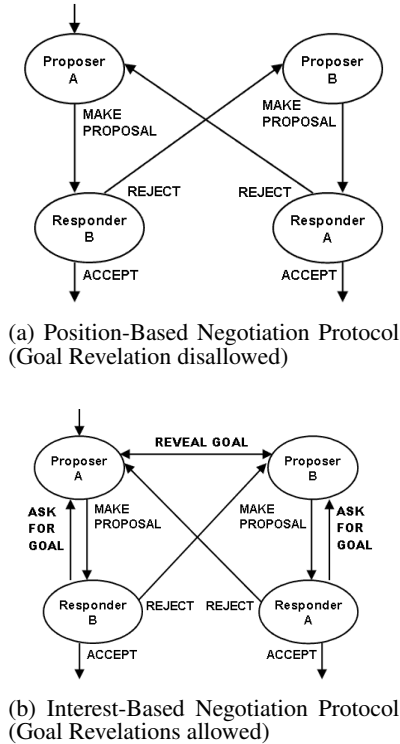 Proposer
A
Proposer
B
MAKE
PROPOSAL
MAKE
PROPOSAL
REJECT
REJECT
Responder
B
Responder
A
ACCEPT
ACCEPT
(a) Position-Based Negotiation Protocol
(Goal Revelation disallowed)
REVEAL GOAL
Proposer
A
Proposer
B
ASK
FOR
GOAL
MAKE
PROPOSAL
MAKE
PROPOSAL
ASK
FOR
GOAL
Responder
B
REJECT
REJECT
Responder
A
ACCEPT
ACCEPT
(b) Interest-Based Negotiation Protocol
(Goal Revelations allowed)